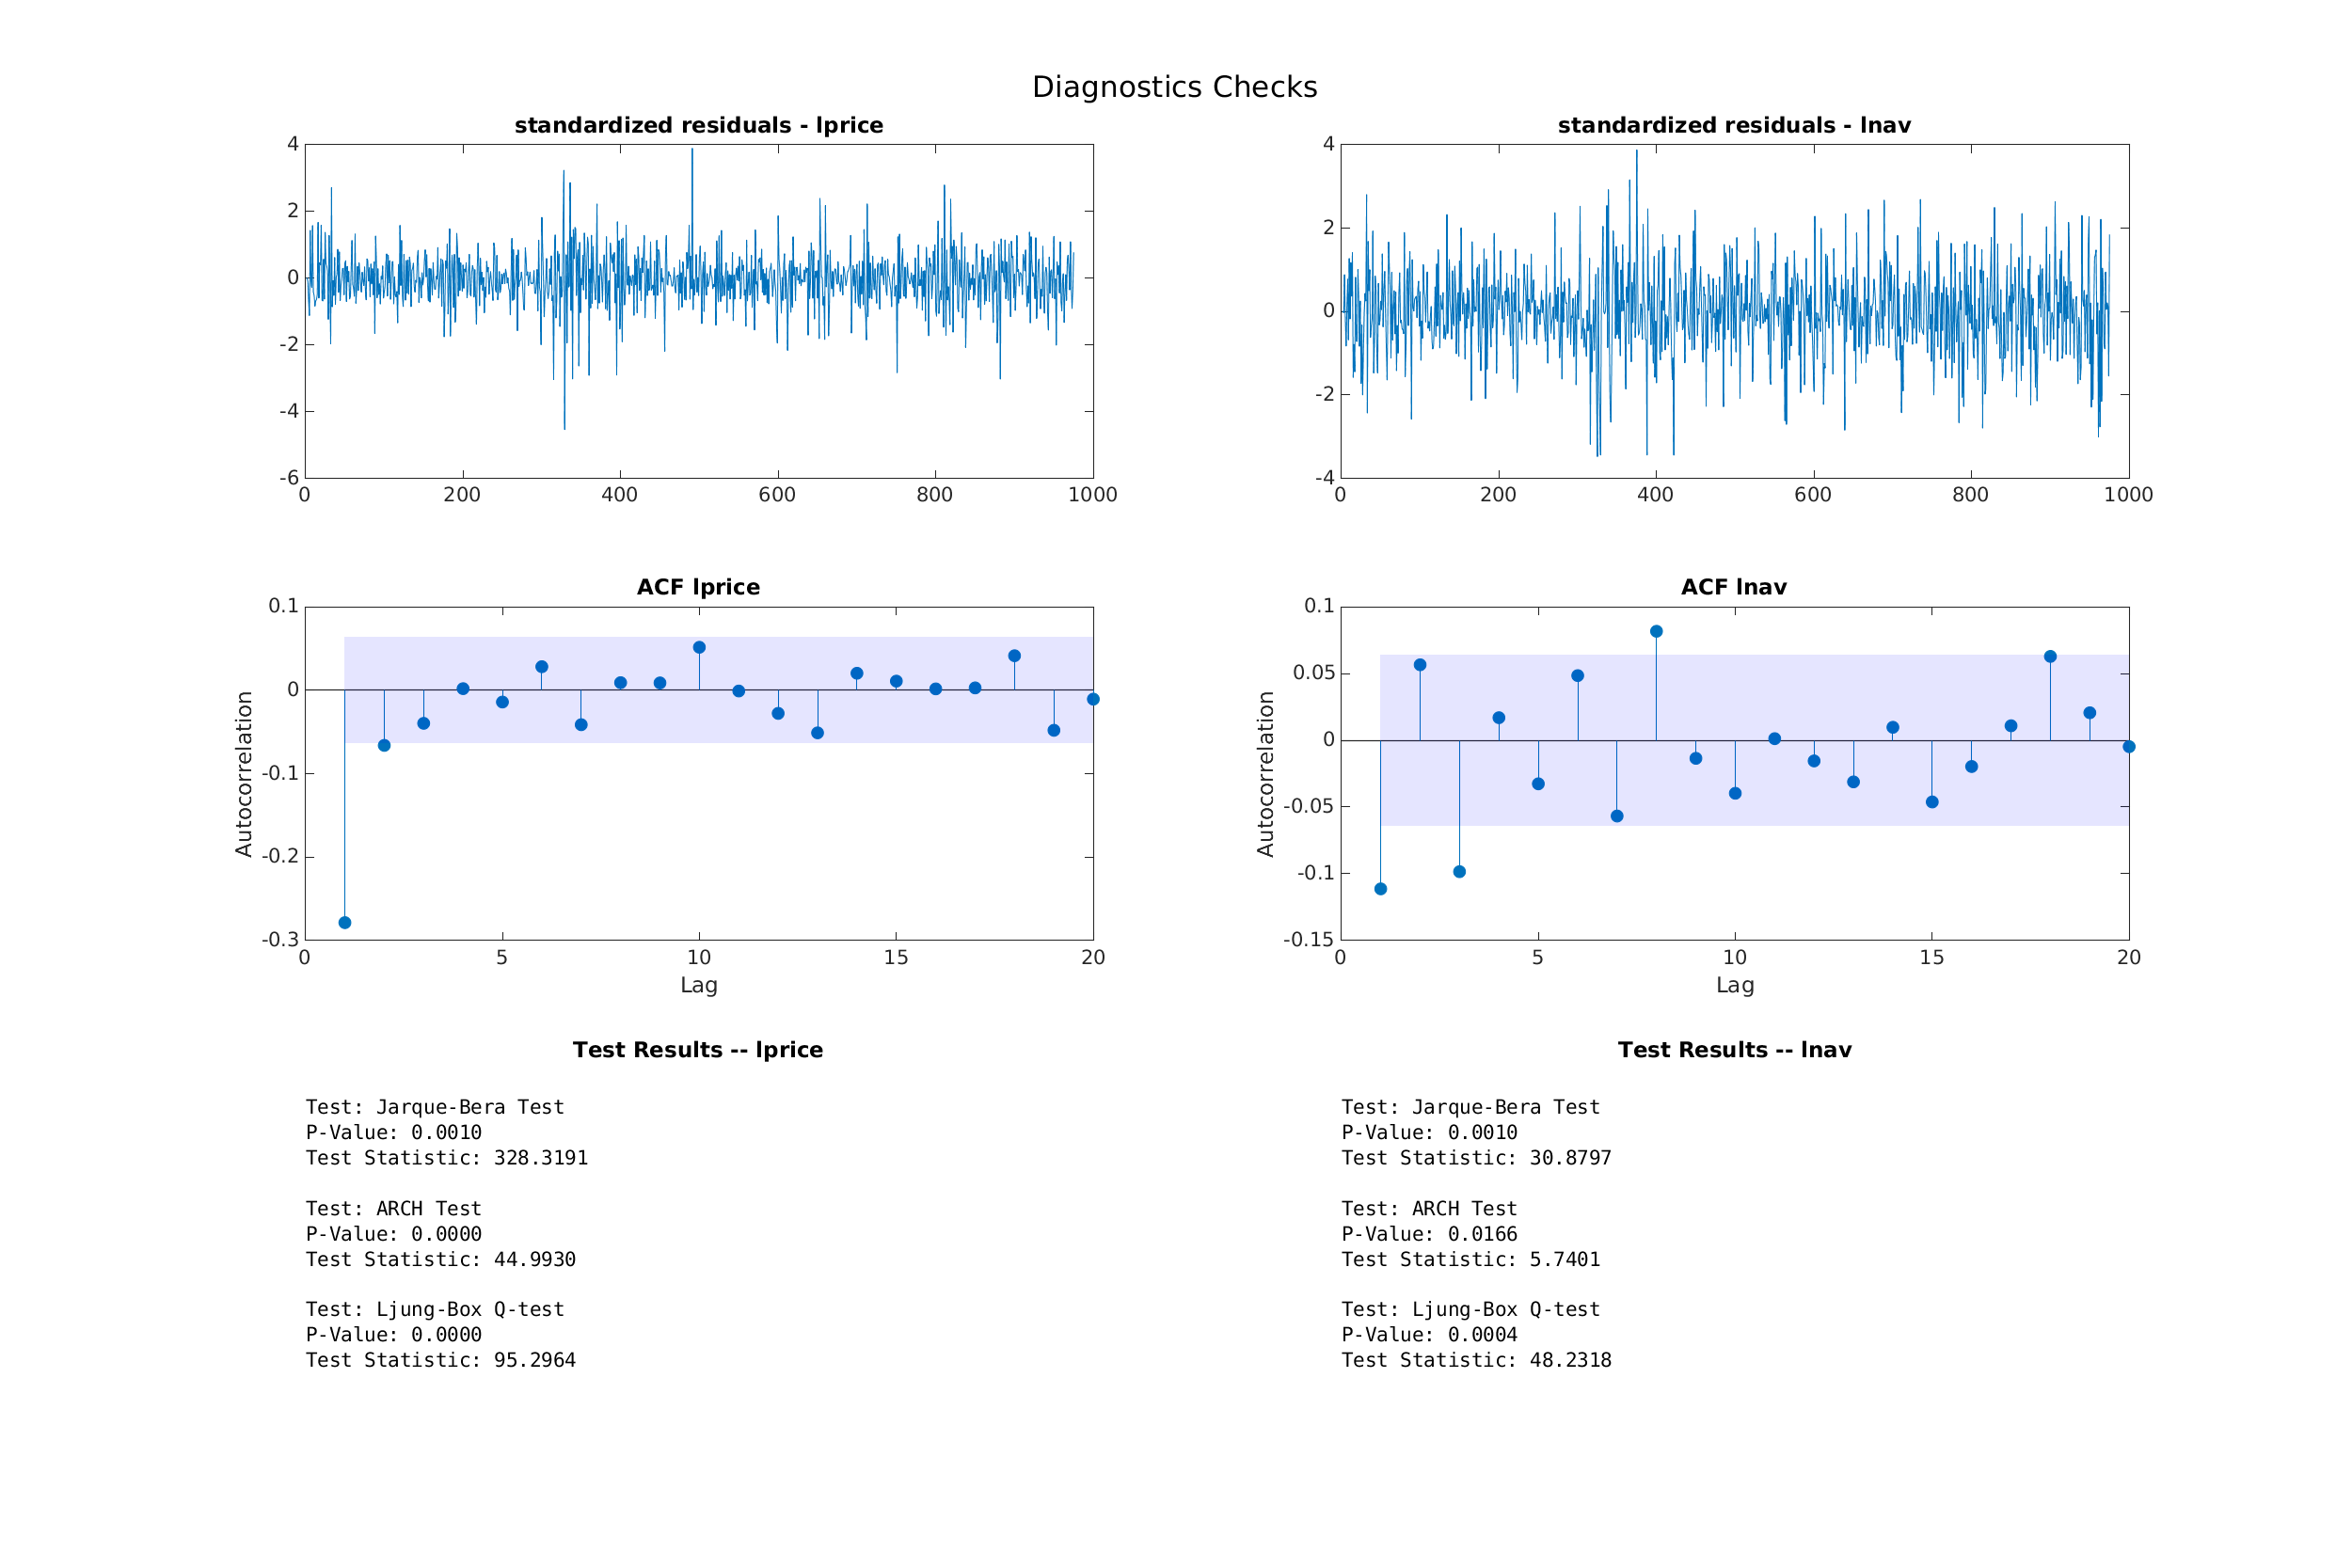 Diagnostics Checks
standardized residuals - lprice
4
2
0
-2
-4
-6
0 200 400 600 800 1000
standardized residuals - lnav
4
2
0
-2
-4
0 200 400 600 800 1000
ACF lprice
0.1
0
-0.1
-0.2
-0.3
Autocorrelation
0 5 10 15 20
Lag
ACF lnav
0.1
0.05
0
-0.05
-0.1
-0.15
Autocorrelation
0 5 10 15 20
Lag
Test Results -- lprice
Test: Jarque-Bera Test
P-Value: 0.0010
Test Statistic: 328.3191
Test: ARCH Test
P-Value: 0.0000
Test Statistic: 44.9930
Test: Ljung-Box Q-test
P-Value: 0.0000
Test Statistic: 95.2964
Test Results -- lnav
Test: Jarque-Bera Test
P-Value: 0.0010
Test Statistic: 30.8797
Test: ARCH Test
P-Value: 0.0166
Test Statistic: 5.7401
Test: Ljung-Box Q-test
P-Value: 0.0004
Test Statistic: 48.2318